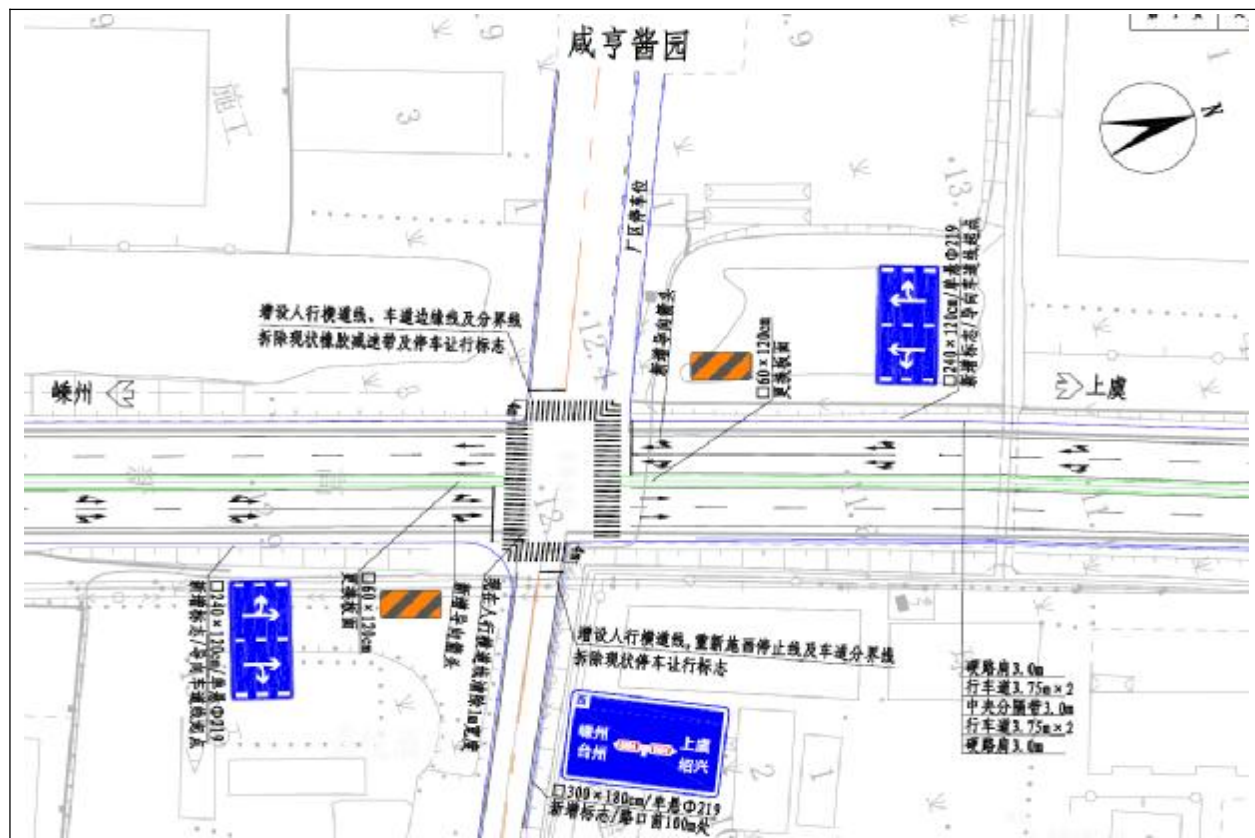 咸亨酱园
施工
3
厂区停车位
增设人行横道线、车道边缘线及分界线
拆除现状橡胶减速带及停车让行标志
新增导向箭头
□60×120cm
更换板面
□240×120cm/单悬Φ219
新增标志/导向车道线起点
N
嵊州
上虞
4m
4m
□240×120cm/单悬Φ219
新增标志/导向车道线起点
□60×120cm
更换板面
新增导向箭头
现在人行横道线清除1m宽度
增设人行横道线,重新施画停止线及车道分界线
拆除现状停车让行标志
硬路肩3.0m
行车道3.75m×2
中央分隔带3.0m
行车道3.75m×2
硬路肩3.0m
西
嵊州
台州
上虞
绍兴
□300×180cm/单悬Φ219
新增标志/路口前100m处
2
1